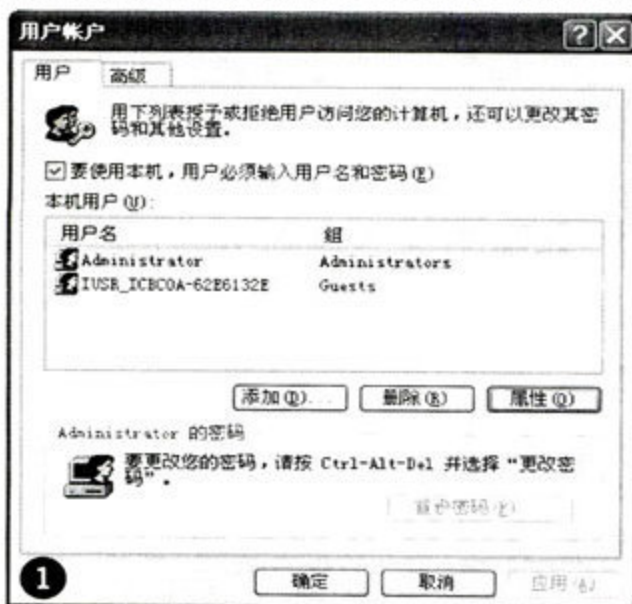 用户帐户
用户 高级
用下列表授予或拒绝用户访问您的计算机，还可以更改其密
码和其他设置。
要使用本机，用户必须输入用户名和密码(E)
本机用户(U):
用户名 组
Administrator Administrators
IUSR_ICBCOA-62E6132E Guests
添加(D)... 删除(R) 属性(O)
Administrator 的密码
要更改您的密码，请按 Ctrl-Alt-Del 并选择“更改密
码”。
重设密码(P)...
1 确定 取消 应用(A)